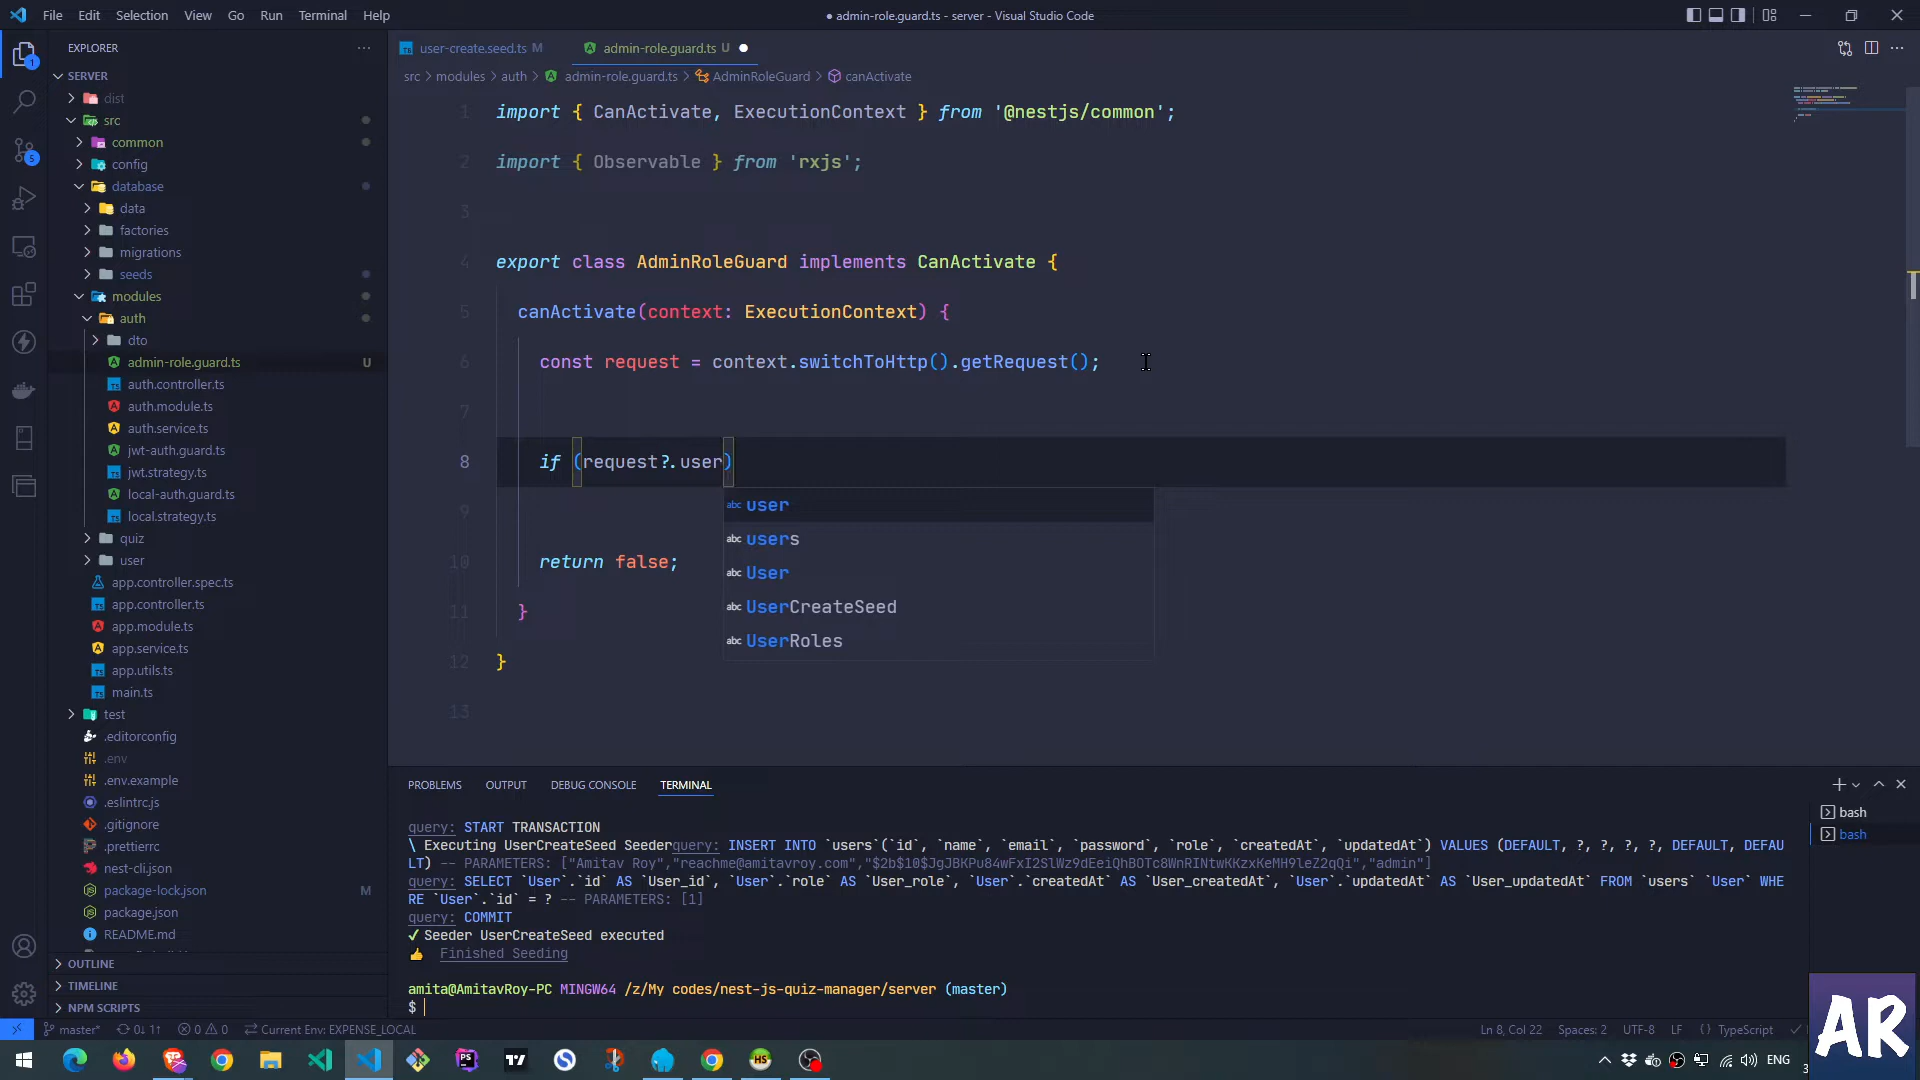 File Edit Selection View Go Run Terminal Help
● admin-role.guard.ts - server - Visual Studio Code
EXPLORER
SERVER
dist
src
common
config
database
data
factories
migrations
seeds
modules
auth
dto
admin-role.guard.ts U
auth.controller.ts
auth.module.ts
auth.service.ts
jwt-auth.guard.ts
jwt.strategy.ts
local-auth.guard.ts
local.strategy.ts
quiz
user
app.controller.spec.ts
app.controller.ts
app.module.ts
app.service.ts
app.utils.ts
main.ts
test
.editorconfig
.env
.env.example
.eslintrc.js
.gitignore
.prettierrc
nest-cli.json
package-lock.json M
package.json
README.md
OUTLINE
TIMELINE
NPM SCRIPTS
user-create.seed.ts M admin-role.guard.ts U
src > modules > auth > admin-role.guard.ts > AdminRoleGuard > canActivate
1 import { CanActivate, ExecutionContext } from '@nestjs/common';
2 import { Observable } from 'rxjs';
3
4 export class AdminRoleGuard implements CanActivate {
5 canActivate(context: ExecutionContext) {
6 const request = context.switchToHttp().getRequest();
7
8 if (request?.user)
9
10 return false;
11 }
12 }
13
abc user
abc users
abc User
abc UserCreateSeed
abc UserRoles
PROBLEMS OUTPUT DEBUG CONSOLE TERMINAL
query: START TRANSACTION
\ Executing UserCreateSeed Seederquery: INSERT INTO `users`(`id`, `name`, `email`, `password`, `role`, `createdAt`, `updatedAt`) VALUES (DEFAULT, ?, ?, ?, ?, DEFAULT, DEFAU
LT) -- PARAMETERS: ["Amitav Roy","reachme@amitavroy.com","$2b$10$JgJBKPu84wFxI2SlWz9dEeiQhBOTc8WnRINtwKKzxKeMH9leZ2qQi","admin"]
query: SELECT `User`.`id` AS `User_id`, `User`.`role` AS `User_role`, `User`.`createdAt` AS `User_createdAt`, `User`.`updatedAt` AS `User_updatedAt` FROM `users` `User` WHE
RE `User`.`id` = ? -- PARAMETERS: [1]
query: COMMIT
✔ Seeder UserCreateSeed executed
👍 Finished Seeding
amita@AmitavRoy-PC MINGW64 /z/My codes/nest-js-quiz-manager/server (master)
$
bash
bash
master* 0↓ 1↑ 0 0 Current Env: EXPENSE_LOCAL
Ln 8, Col 22 Spaces: 2 UTF-8 LF {} TypeScript
ENG
AR